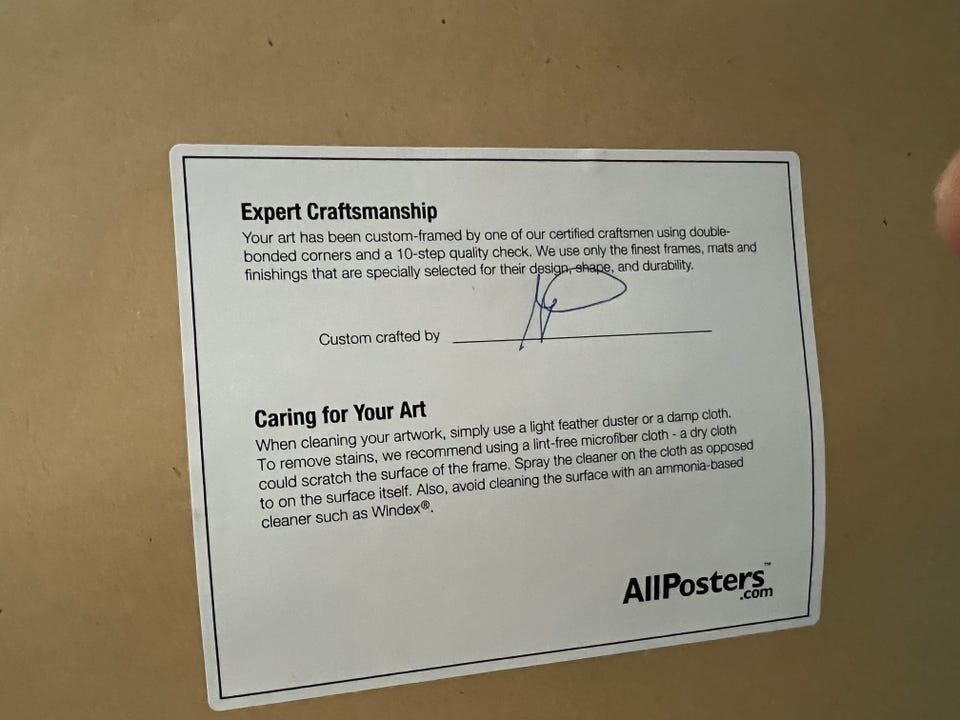 Expert Craftsmanship
Your art has been custom-framed by one of our certified craftsmen using double-
bonded corners and a 10-step quality check. We use only the finest frames, mats and
finishings that are specially selected for their design, shape, and durability.
Custom crafted by
Caring for Your Art
When cleaning your artwork, simply use a light feather duster or a damp cloth.
To remove stains, we recommend using a lint-free microfiber cloth - a dry cloth
could scratch the surface of the frame. Spray the cleaner on the cloth as opposed
to on the surface itself. Also, avoid cleaning the surface with an ammonia-based
cleaner such as Windex®.
AllPosters™
.com